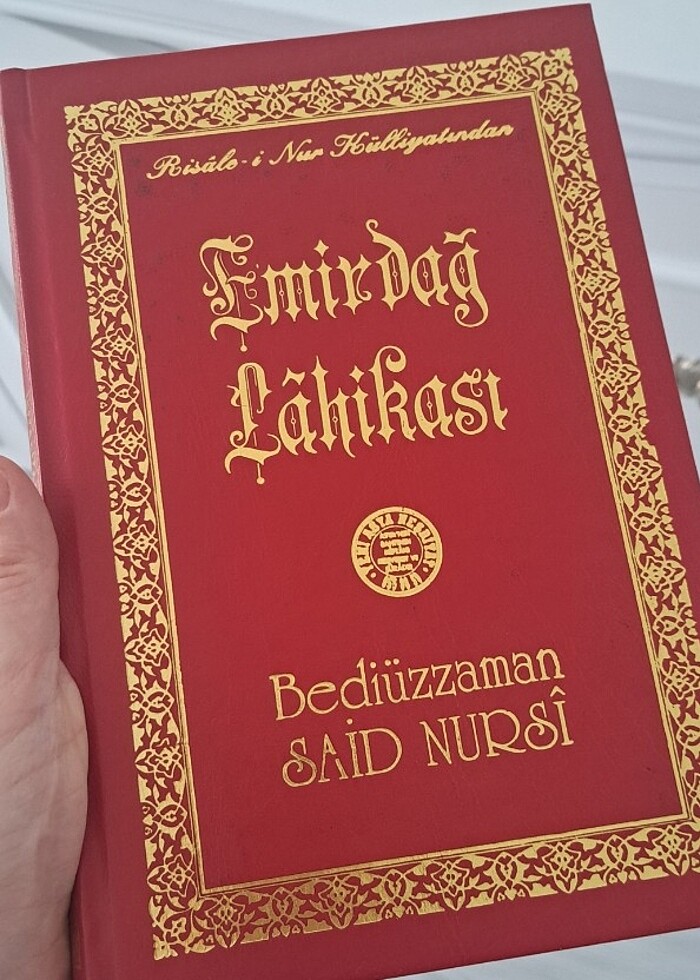 Risâle-i Nur Külliyatından
Emirdağ
Lâhikası
Bediüzzaman
SAİD NURSÎ